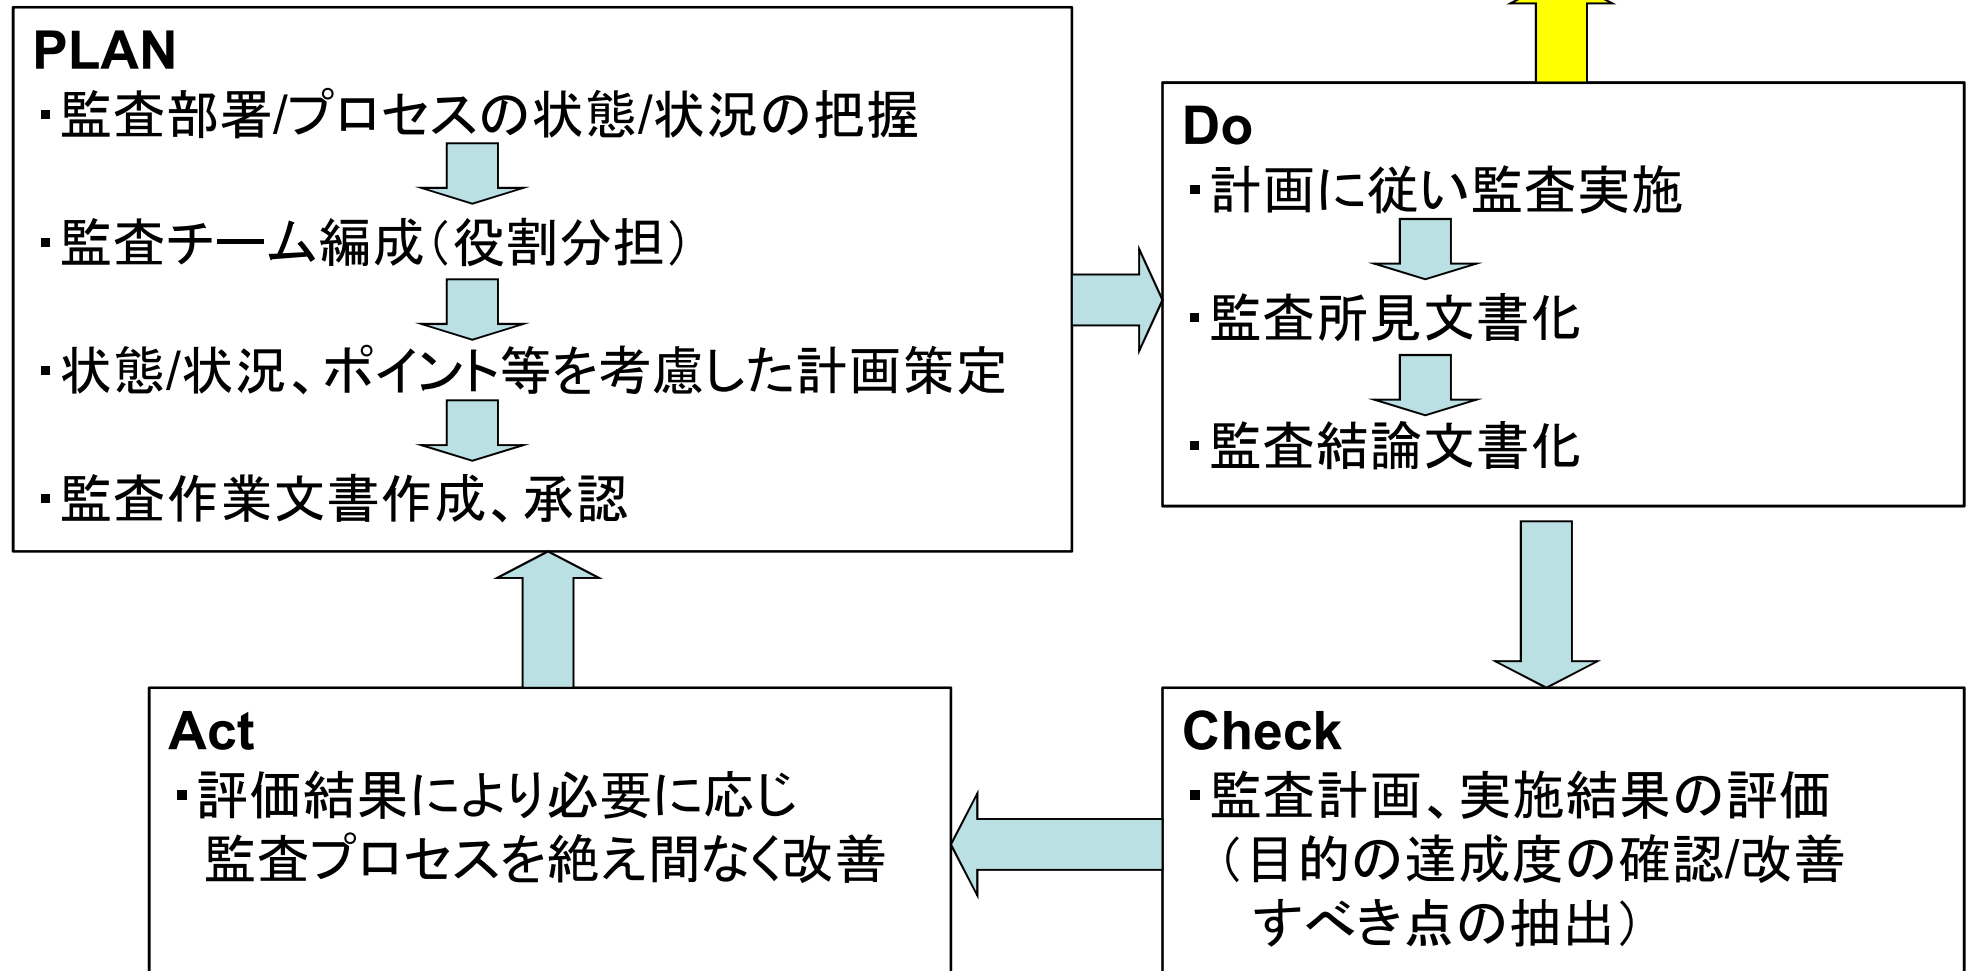 PLAN
・監査部署/プロセスの状態/状況の把握
・監査チーム編成（役割分担）
・状態/状況、ポイント等を考慮した計画策定
・監査作業文書作成、承認
Do
・計画に従い監査実施
・監査所見文書化
・監査結論文書化
Act
・評価結果により必要に応じ
監査プロセスを絶え間なく改善
Check
・監査計画、実施結果の評価
（目的の達成度の確認/改善
すべき点の抽出）